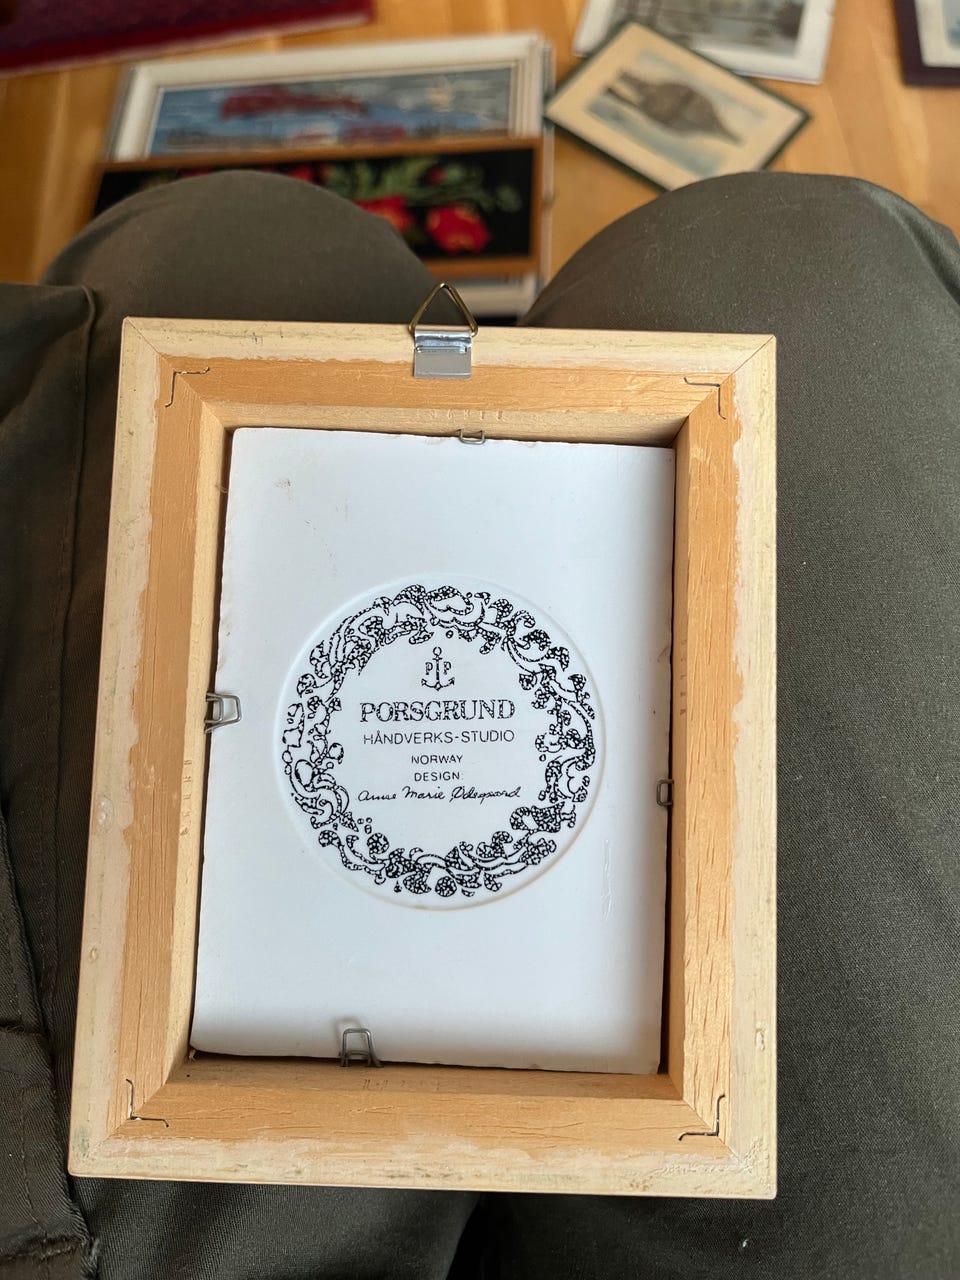 P P
PORSGRUND
HÅNDVERKS-STUDIO
NORWAY
DESIGN:
Anne Marie Ødegaard